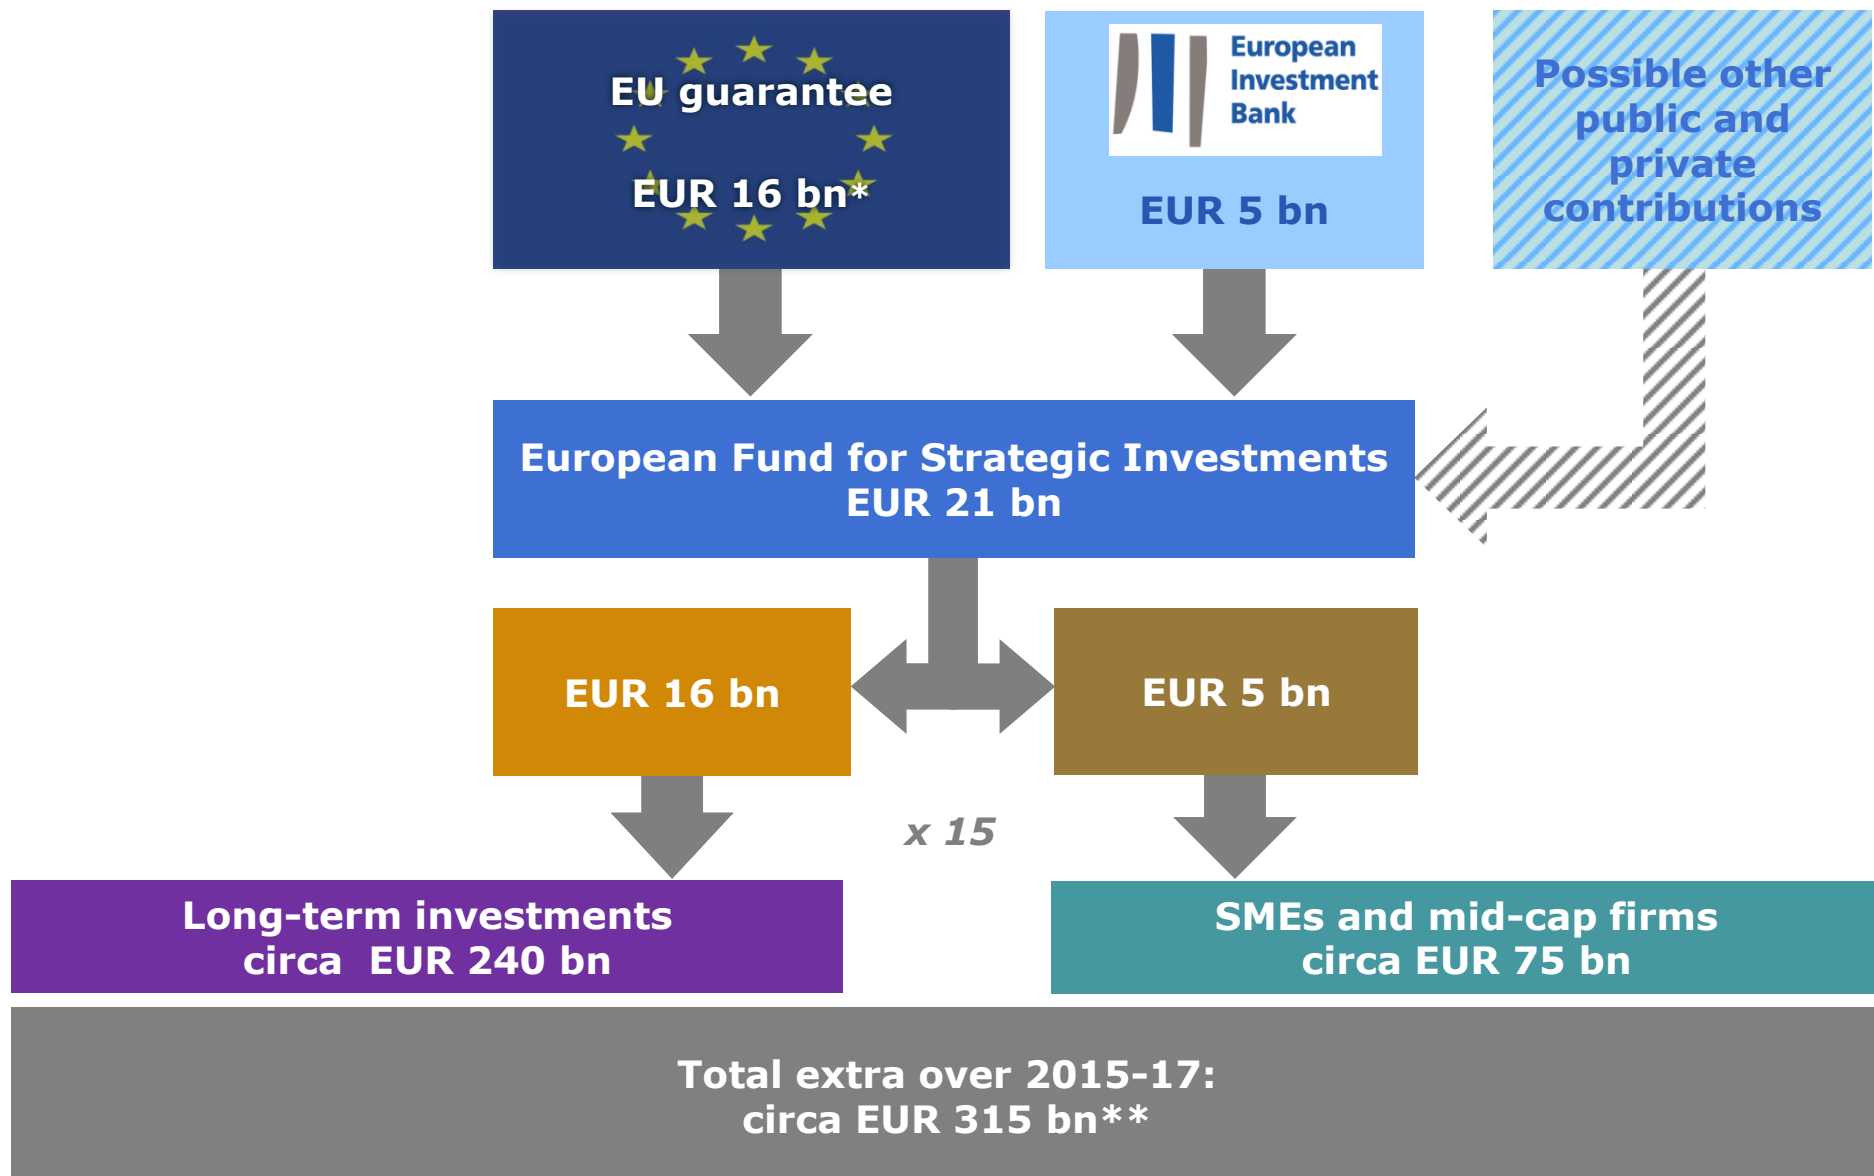 EU guarantee
EUR 16 bn*
European
Investment
Bank
EUR 5 bn
Possible other
public and
private
contributions
European Fund for Strategic Investments
EUR 21 bn
EUR 16 bn
EUR 5 bn
x 15
Long-term investments
circa EUR 240 bn
SMEs and mid-cap firms
circa EUR 75 bn
Total extra over 2015-17:
circa EUR 315 bn**